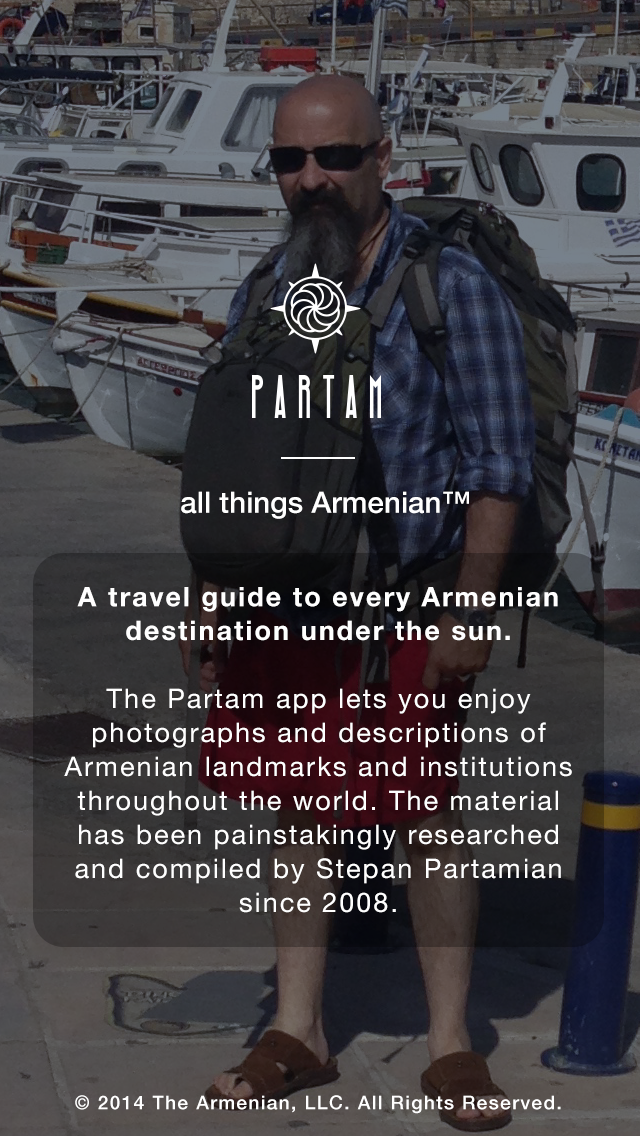 PARTAM
all things Armenian™
A travel guide to every Armenian
destination under the sun.
The Partam app lets you enjoy
photographs and descriptions of
Armenian landmarks and institutions
throughout the world. The material
has been painstakingly researched
and compiled by Stepan Partamian
since 2008.
© 2014 The Armenian, LLC. All Rights Reserved.